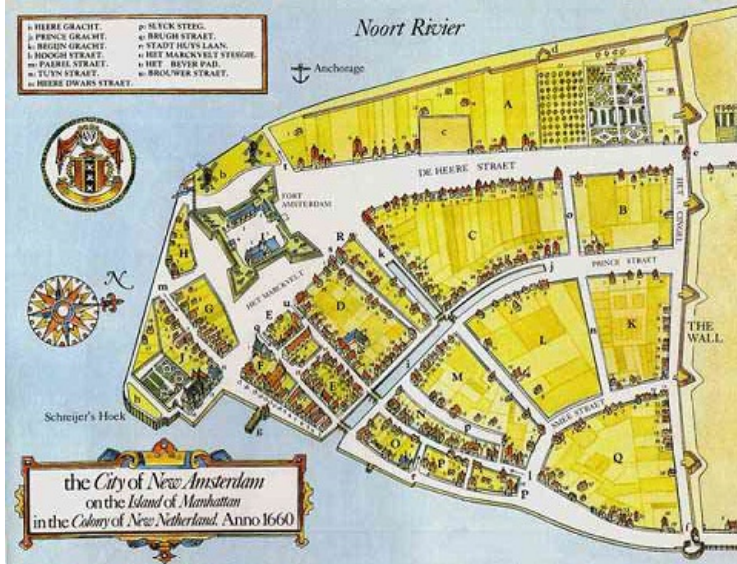 i: HEERE GRACHT.
j: PRINCE GRACHT.
k: BEGIJN GRACHT.
l: HOOGH STRAET.
m: PAEREL STRAET.
n: TUYN STRAET.
o: HEERE DWARS STRAET.
p: SLYCK STEEG.
q: BRUGH STRAET.
r: STADT HUYS LAAN.
s: HET MARCKVELT STEEGIE.
t: HET BEVER PAD.
u: BROUWER STRAET.
Noort Rivier
Anchorage
d
A
c
DE HEERE STRAET
e
b
a
t
FORT
AMSTERDAM
HET CINGEL
B
o
C
R
s
k
H
HET MARCKVELT
j
PRINCE STRAET
N
m
G
D
E
u
q
K
n
L
THE
WALL
J
F
E
i
M
h
Schreijer's Hoek
g
SMEE STRAET
N
p
O
P
Q
l
r
p
f
the City of New Amsterdam
on the Island of Manhattan
in the Colony of New Netherland. Anno 1660